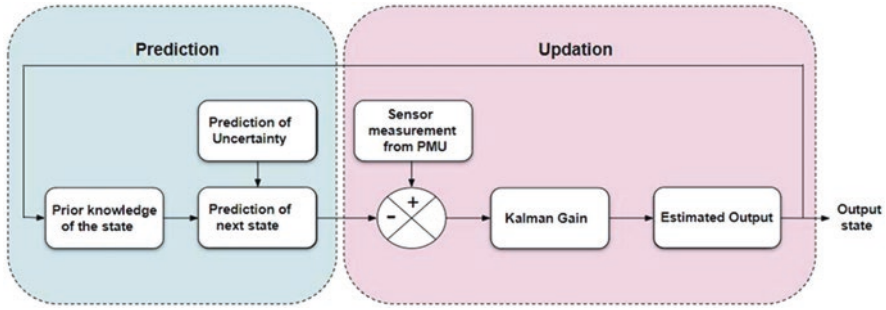 Prediction
Updation
Prediction of
Uncertainty
Sensor
measurement
from PMU
Prior knowledge
of the state
Prediction of
next state
-
+
Kalman Gain
Estimated Output
Output
state